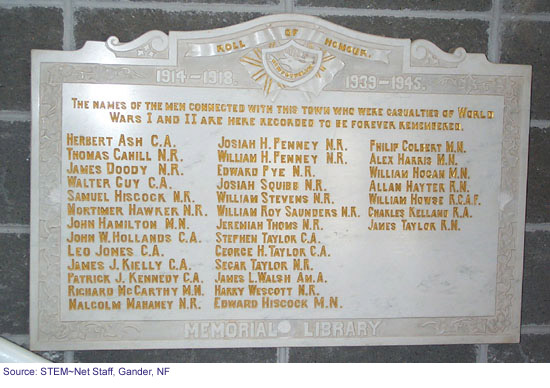 ROLL OF HONOUR
1914–1918
1939–1945
THE NAMES OF THE MEN CONNECTED WITH THIS TOWN WHO WERE CASUALTIES OF WORLD
WARS I AND II ARE HERE RECORDED TO BE FOREVER REMEMBERED.
HERBERT ASH C.A.
THOMAS CAHILL N.R.
JAMES DOODY N.R.
WALTER GUY C.A.
SAMUEL HISCOCK N.R.
MORTIMER HAWKER N.R.
JOHN HAMILTON M.N.
JOHN W. HOLLANDS C.A.
LEO JONES C.A.
JAMES J. KIELLY C.A.
PATRICK J. KENNEDY C.A.
RICHARD MCCARTHY M.N.
MALCOLM MAHANEY N.R.
JOSIAH H. PENNEY N.R.
WILLIAM H. PENNEY N.R.
EDWARD PYE N.R.
JOSIAH SQUIBB N.R.
WILLIAM STEVENS N.R.
WILLIAM ROY SAUNDERS N.R.
JEREMIAH THOMS N.R.
STEPHEN TAYLOR C.A.
GEORGE H. TAYLOR C.A.
SEGAR TAYLOR N.R.
JAMES L. WALSH AM.A.
HARRY WESCOTT N.R.
EDWARD HISCOCK M.N.
PHILIP COLBERT M.N.
ALEX HARRIS M.N.
WILLIAM HOGAN M.N.
ALLAN HAYTER R.N.
WILLIAM HOWSE R.C.A.F.
CHARLES KELLAND R.A.
JAMES TAYLOR R.N.
MEMORIAL LIBRARY
Source: STEM~Net Staff, Gander, NF